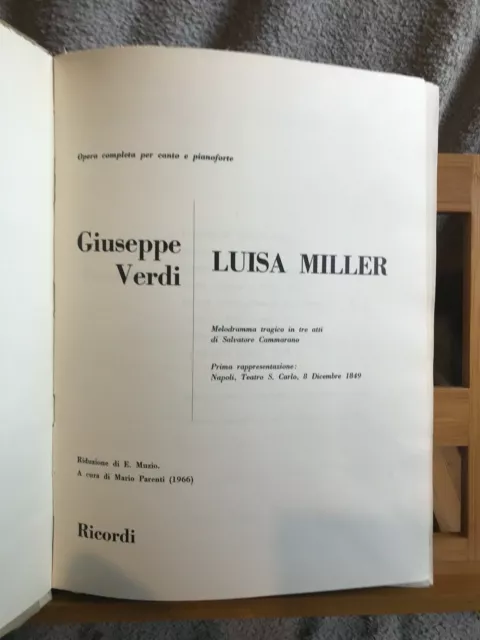 Opera completa per canto e pianoforte
Giuseppe
Verdi
LUISA MILLER
Melodramma tragico in tre atti
di Salvatore Cammarano
Prima rappresentazione:
Napoli, Teatro S. Carlo, 8 Dicembre 1849
Riduzione di E. Muzio.
A cura di Mario Parenti (1966)
Ricordi